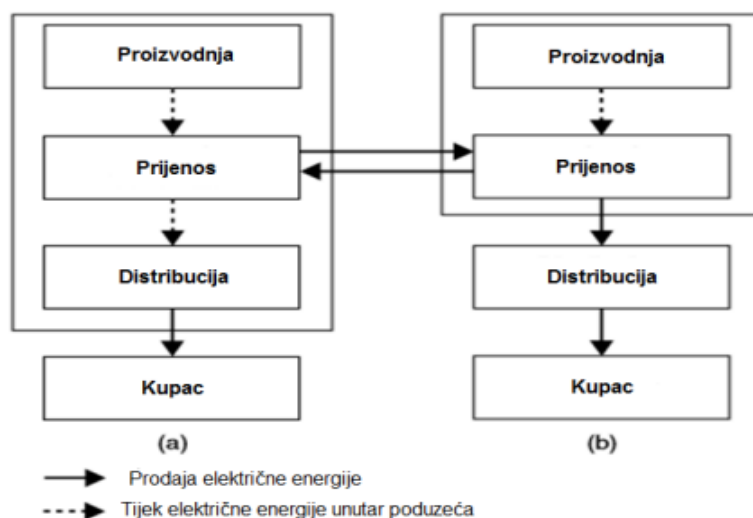 Proizvodnja
Prijenos
Distribucija
Kupac
(a)
Proizvodnja
Prijenos
Distribucija
Kupac
(b)
Prodaja električne energije
Tijek električne energije unutar poduzeća